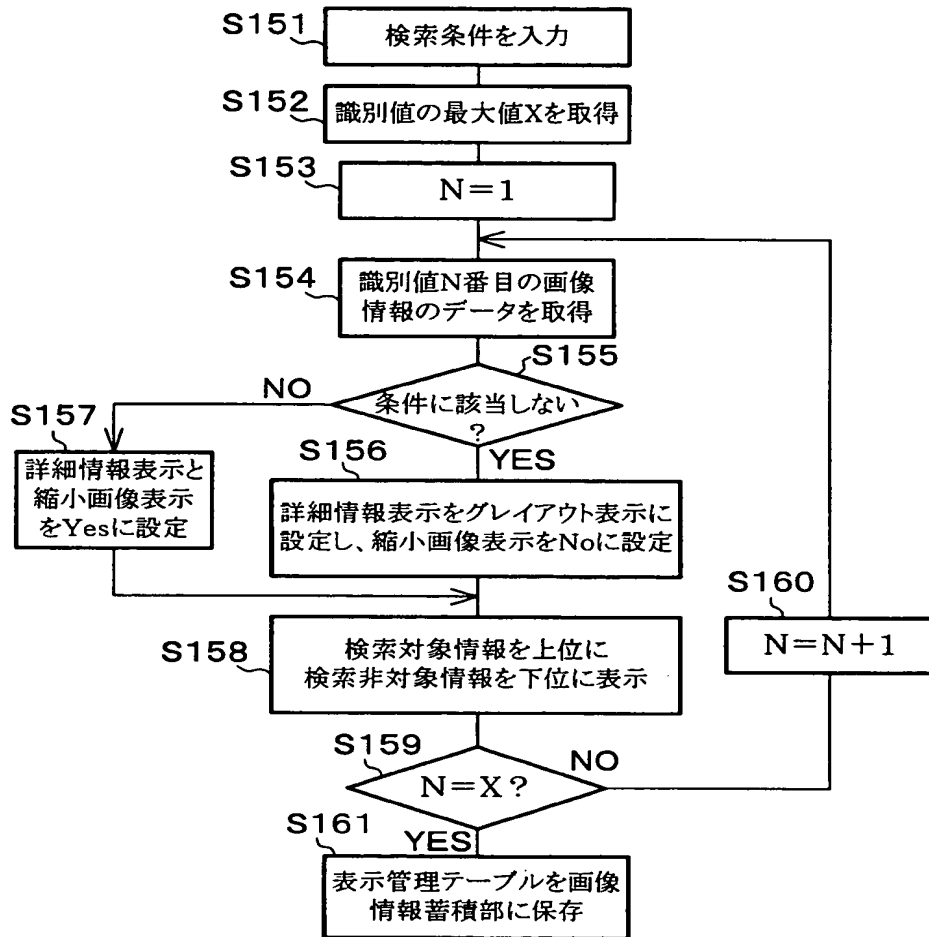 S151
検索条件を入力
S152
識別値の最大値Xを取得
S153
N=1
S154
識別値N番目の画像
情報のデータを取得
S155
条件に該当しない
?
NO
YES
S157
詳細情報表示と
縮小画像表示
をYesに設定
S156
詳細情報表示をグレイアウト表示に
設定し、縮小画像表示をNoに設定
S158
検索対象情報を上位に
検索非対象情報を下位に表示
S160
N=N+1
S159
N=X?
NO
YES
S161
表示管理テーブルを画像
情報蓄積部に保存